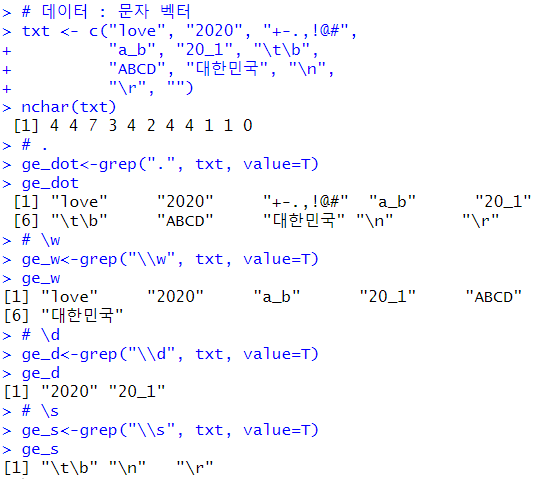 > # 데이터 : 문자 벡터
> txt <- c("love", "2020", "+-.,!@#",
+          "a_b", "20_1", "\t\b",
+          "ABCD", "대한민국", "\n",
+          "\r", "")
> nchar(txt)
 [1] 4 4 7 3 4 2 4 4 1 1 0
> # .
> ge_dot<-grep(".", txt, value=T)
> ge_dot
 [1] "love"     "2020"     "+-.,!@#"  "a_b"      "20_1"
 [6] "\t\b"     "ABCD"     "대한민국" "\n"       "\r"
> # \w
> ge_w<-grep("\\w", txt, value=T)
> ge_w
[1] "love"     "2020"     "a_b"      "20_1"     "ABCD"
[6] "대한민국"
> # \d
> ge_d<-grep("\\d", txt, value=T)
> ge_d
[1] "2020" "20_1"
> # \s
> ge_s<-grep("\\s", txt, value=T)
> ge_s
[1] "\t\b" "\n"   "\r"